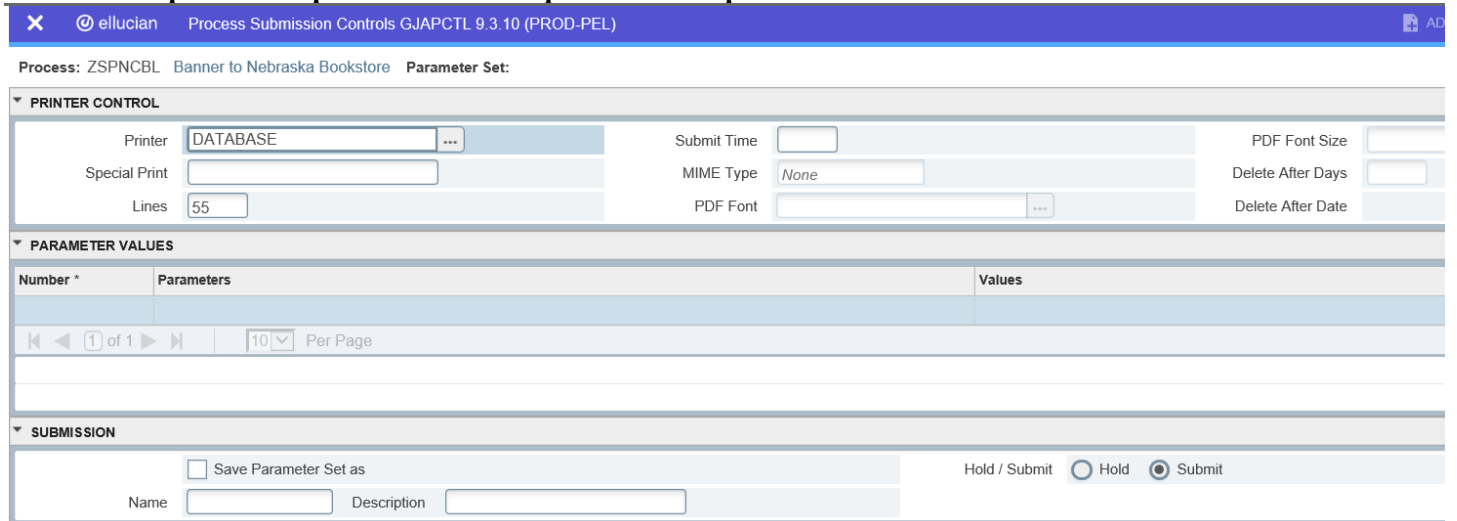 ellucian Process Submission Controls GJAPCTL 9.3.10 (PROD-PEL) AD
Process: ZSPNCBL Banner to Nebraska Bookstore Parameter Set:
PRINTER CONTROL
Printer DATABASE ... Submit Time PDF Font Size
Special Print MIME Type None Delete After Days
Lines 55 PDF Font ... Delete After Date
PARAMETER VALUES
Number * Parameters Values
1 of 1 10 Per Page
SUBMISSION
Save Parameter Set as Hold / Submit Hold Submit
Name Description